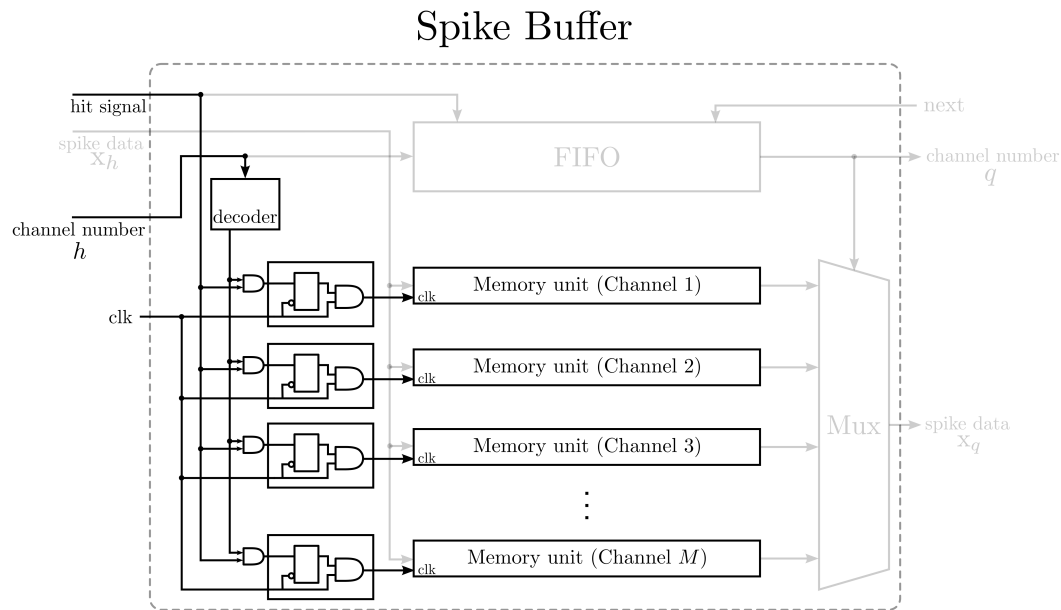 Spike Buffer
hit signal
next
spike data
x_h
FIFO
channel number
q
decoder
channel number
h
clk
Memory unit (Channel 1)
clk
Memory unit (Channel 2)
clk
Memory unit (Channel 3)
clk
Mux
spike data
x_q
⋮
Memory unit (Channel M)
clk